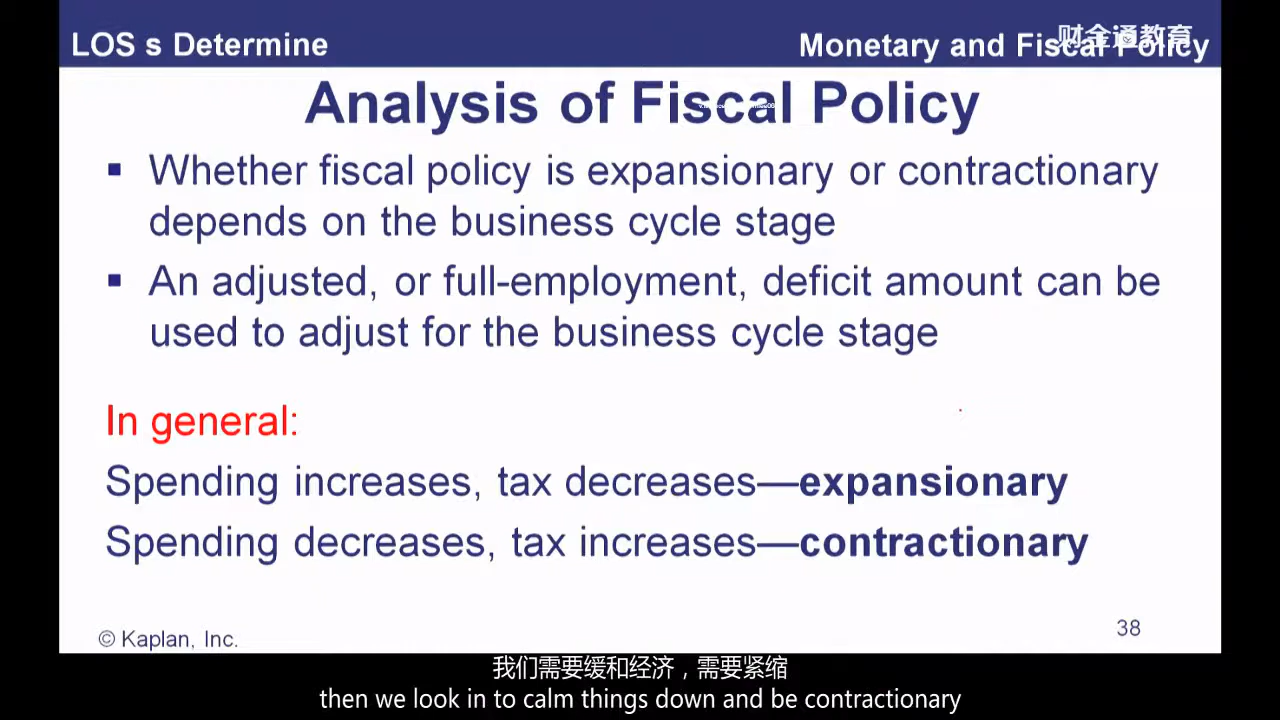 LOS s Determine
Monetary and Fiscal Policy
财金通教育
Analysis of Fiscal Policy
▪ Whether fiscal policy is expansionary or contractionary
depends on the business cycle stage
▪ An adjusted, or full-employment, deficit amount can be
used to adjust for the business cycle stage
In general:
Spending increases, tax decreases—expansionary
Spending decreases, tax increases—contractionary
38
© Kaplan, Inc.
我们需要缓和经济，需要紧缩
then we look in to calm things down and be contractionary